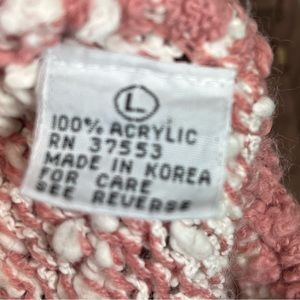 L
100% ACRYLIC
RN 37553
MADE IN KOREA
FOR CARE
SEE REVERSE